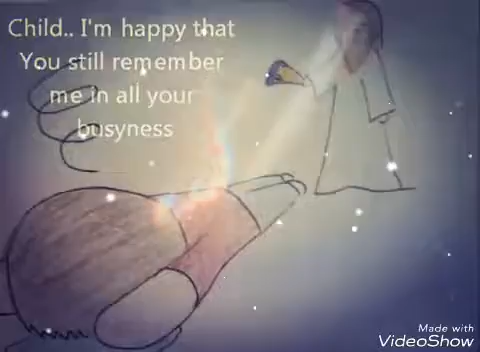 Child.. I'm happy that
You still remember
me in all your
busyness
Made with
VideoShow